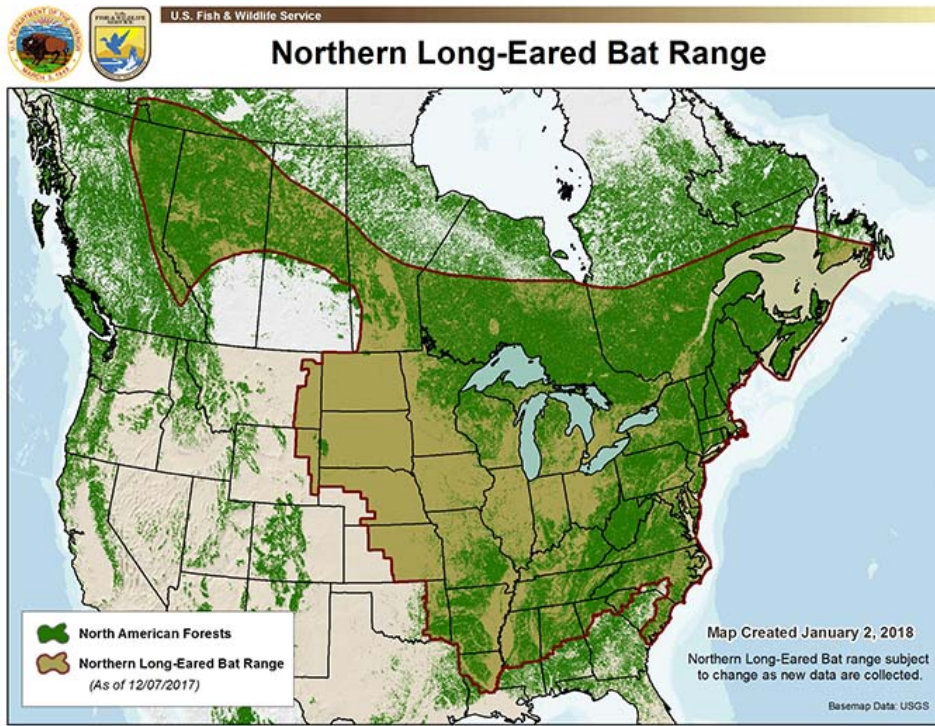 U.S. Fish & Wildlife Service
Northern Long-Eared Bat Range
North American Forests
Northern Long-Eared Bat Range
(As of 12/07/2017)
Map Created January 2, 2018
Northern Long-Eared Bat range subject
to change as new data are collected.
Basemap Data: USGS